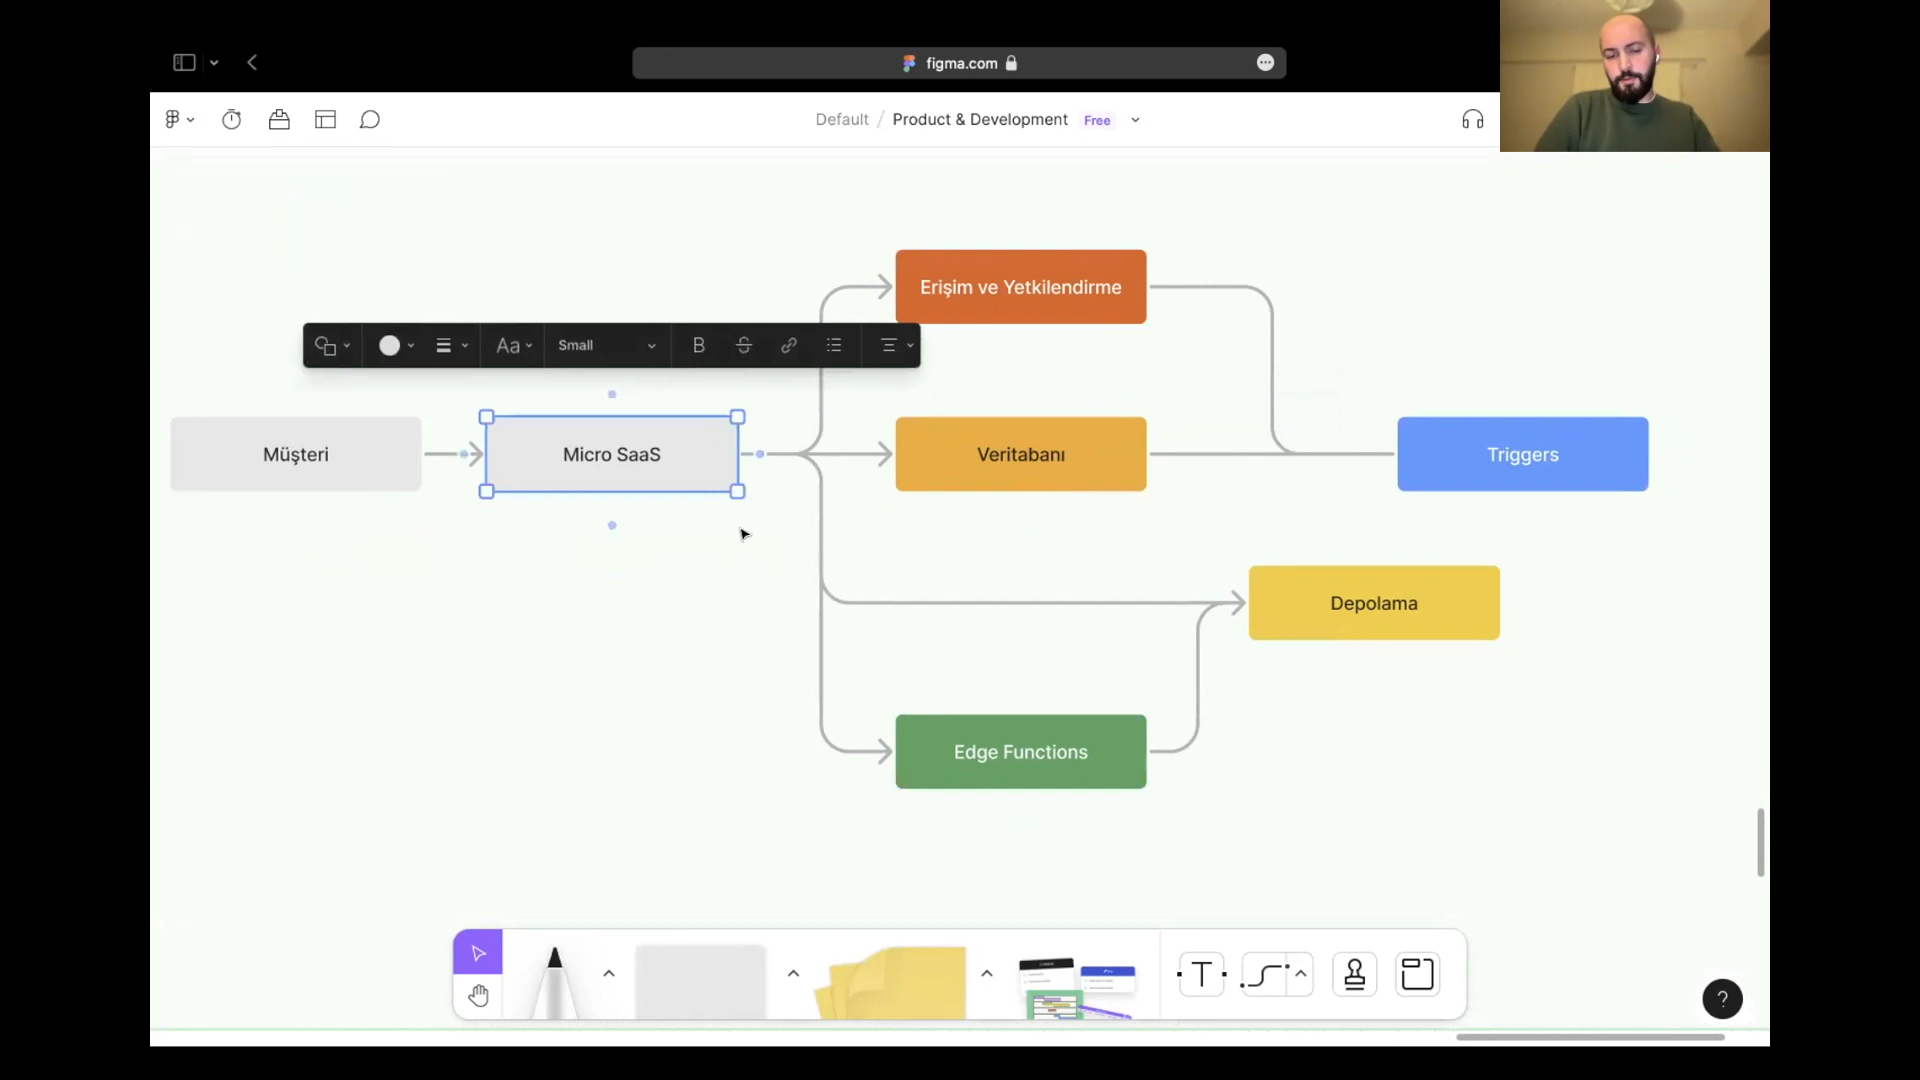 figma.com
Default / Product & Development Free
Erişim ve Yetkilendirme
Aa Small B S
Müşteri
Micro SaaS
Veritabanı
Triggers
Depolama
Edge Functions
T
?